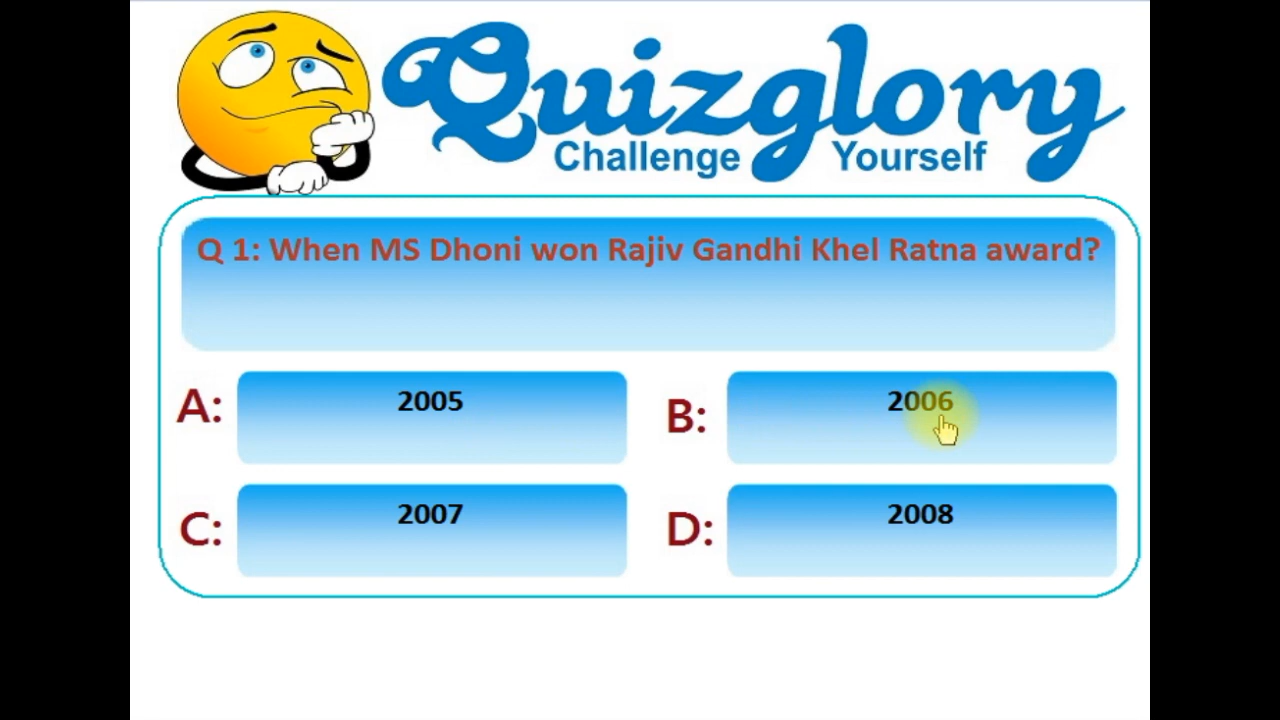 Quizglory
Challenge Yourself
Q 1: When MS Dhoni won Rajiv Gandhi Khel Ratna award?
A: 2005
B: 2006
C: 2007
D: 2008